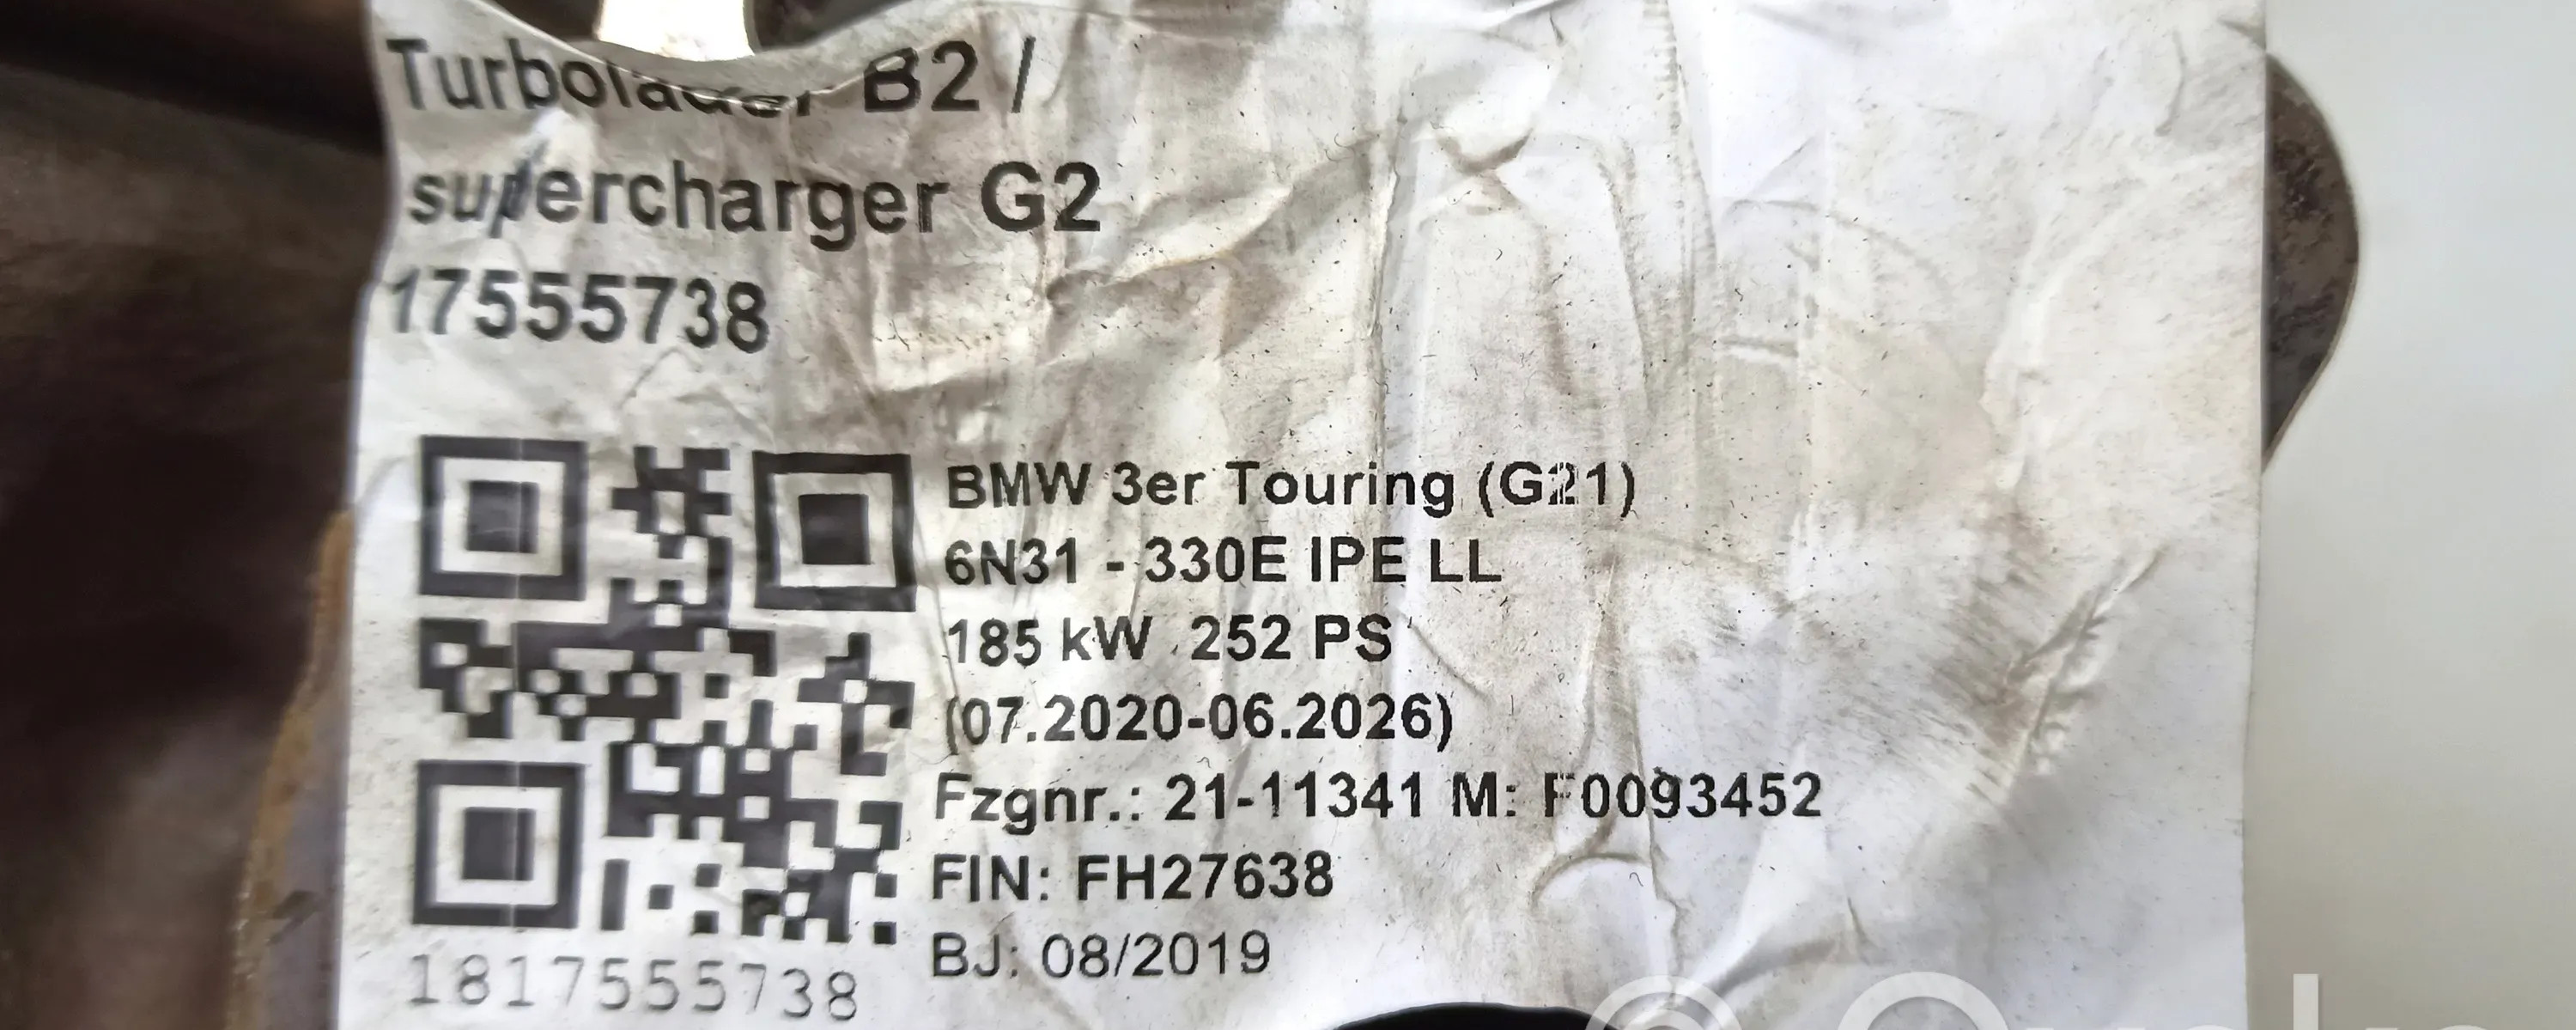 Turbolader B2 /
supercharger G2
17555738
BMW 3er Touring (G21)
6N31 - 330E IPE LL
185 kW 252 PS
(07.2020-06.2026)
Fzgnr.: 21-11341 M: F0093452
FIN: FH27638
BJ: 08/2019
1817555738